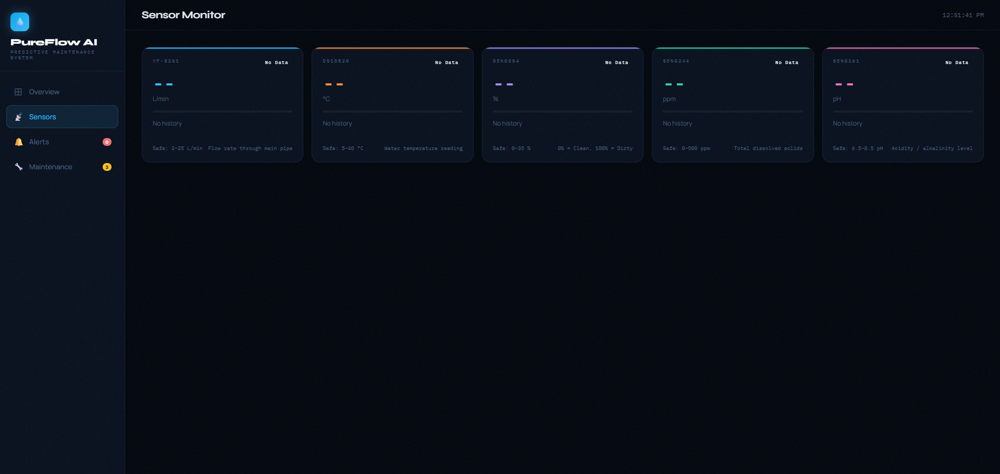 PureFlow AI
PREDICTIVE MAINTENANCE
SYSTEM
Overview
Sensors
Alerts
0
Maintenance
3
Sensor Monitor
12:51:41 PM
YF-S201
No Data
--
L/min
No history
Safe: 2–25 L/min
Flow rate through main pipe
DS18B20
No Data
--
°C
No history
Safe: 5–40 °C
Water temperature reading
SEN0554
No Data
--
%
No history
Safe: 0–35 %
0% = Clean, 100% = Dirty
SEN0244
No Data
--
ppm
No history
Safe: 0–500 ppm
Total dissolved solids
SEN0161
No Data
--
pH
No history
Safe: 6.5–8.5 pH
Acidity / alkalinity level